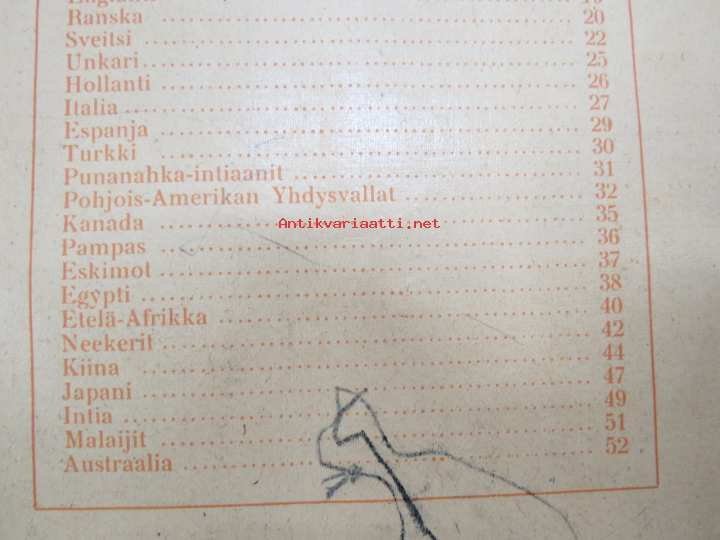 Ranska ........ 20
Sveitsi ........ 22
Unkari ........ 25
Hollanti ........ 26
Italia ........ 27
Espanja ........ 29
Turkki ........ 30
Punanahka-intiaanit ........ 31
Pohjois-Amerikan Yhdysvallat ........ 32
Kanada ........ 35
Antikvariaatti.net
Pampas ........ 36
Eskimot ........ 37
Egypti ........ 38
Etelä-Afrikka ........ 40
Neekerit ........ 42
Kiina ........ 44
Japani ........ 47
Intia ........ 49
Malaijit ........ 51
Austraalia ........ 52